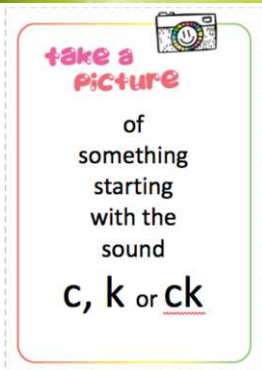 take a
picture
of
something
starting
with the
sound
c, k or ck